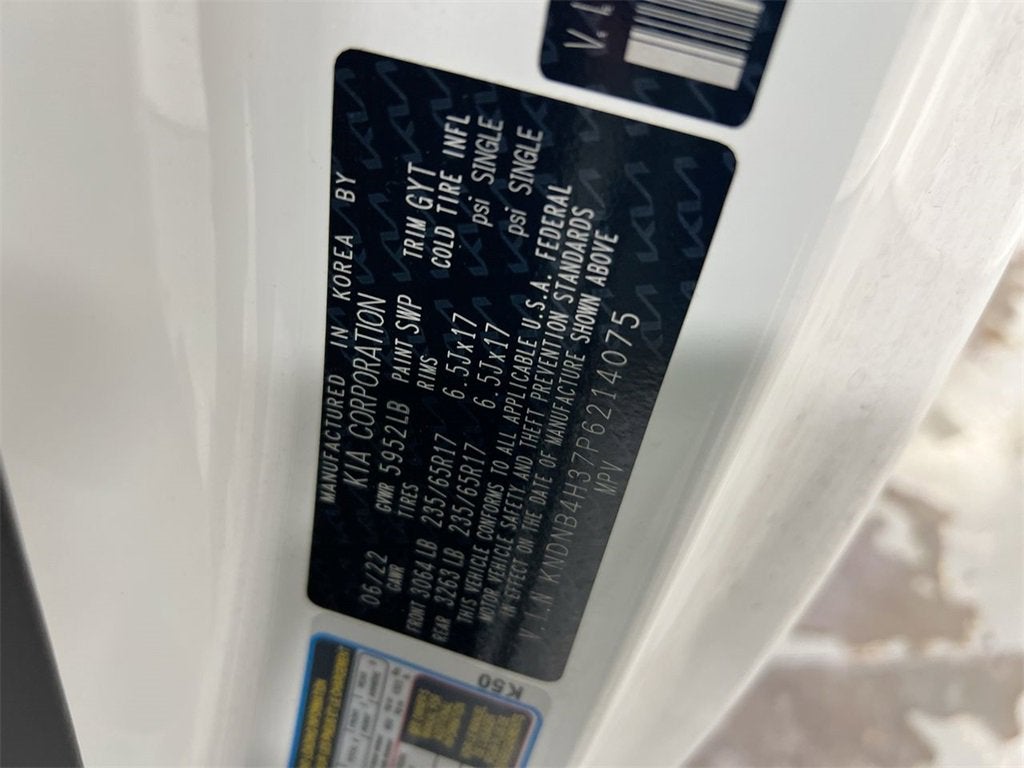 V.I.
MANUFACTURED IN KOREA BY
KIA CORPORATION
06/22 GVWR 5952LB PAINT SWP TRIM GYT
GAWR TIRES RIMS COLD TIRE INFL
FRONT 3064 LB 235/65R17 6.5Jx17 psi SINGLE
REAR 3263 LB 235/65R17 6.5Jx17 psi SINGLE
THIS VEHICLE CONFORMS TO ALL APPLICABLE U.S.A. FEDERAL
MOTOR VEHICLE SAFETY AND THEFT PREVENTION STANDARDS
IN EFFECT ON THE DATE OF MANUFACTURE SHOWN ABOVE
V.I.N KNDNB4H37P6214075
MPV
K50